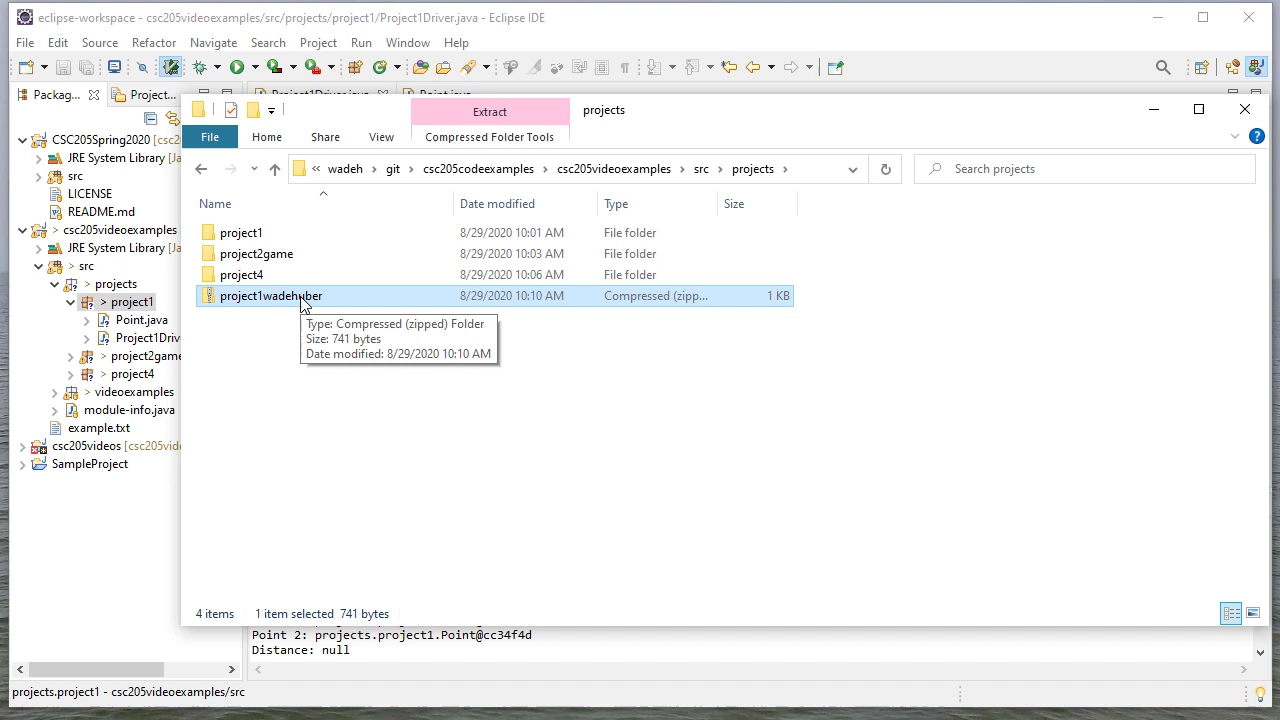 eclipse-workspace - csc205videoexamples/src/projects/project1/Project1Driver.java - Eclipse IDE
File Edit Source Refactor Navigate Search Project Run Window Help
Packag... Project...
CSC205Spring2020 [csc2
JRE System Library [Ja
src
LICENSE
README.md
> csc205videoexamples
JRE System Library [Ja
> src
> projects
> project1
Point.java
Project1Driv
> project2game
> project4
> videoexamples
module-info.java
example.txt
csc205videos [csc205vide
SampleProject
Extract projects
File Home Share View Compressed Folder Tools
« wadeh > git > csc205codeexamples > csc205videoexamples > src > projects >
Search projects
Name Date modified Type Size
project1 8/29/2020 10:01 AM File folder
project2game 8/29/2020 10:03 AM File folder
project4 8/29/2020 10:06 AM File folder
project1wadehuber 8/29/2020 10:10 AM Compressed (zipp... 1 KB
Type: Compressed (zipped) Folder
Size: 741 bytes
Date modified: 8/29/2020 10:10 AM
4 items 1 item selected 741 bytes
Point 2: projects.project1.Point@cc34f4d
Distance: null
projects.project1 - csc205videoexamples/src